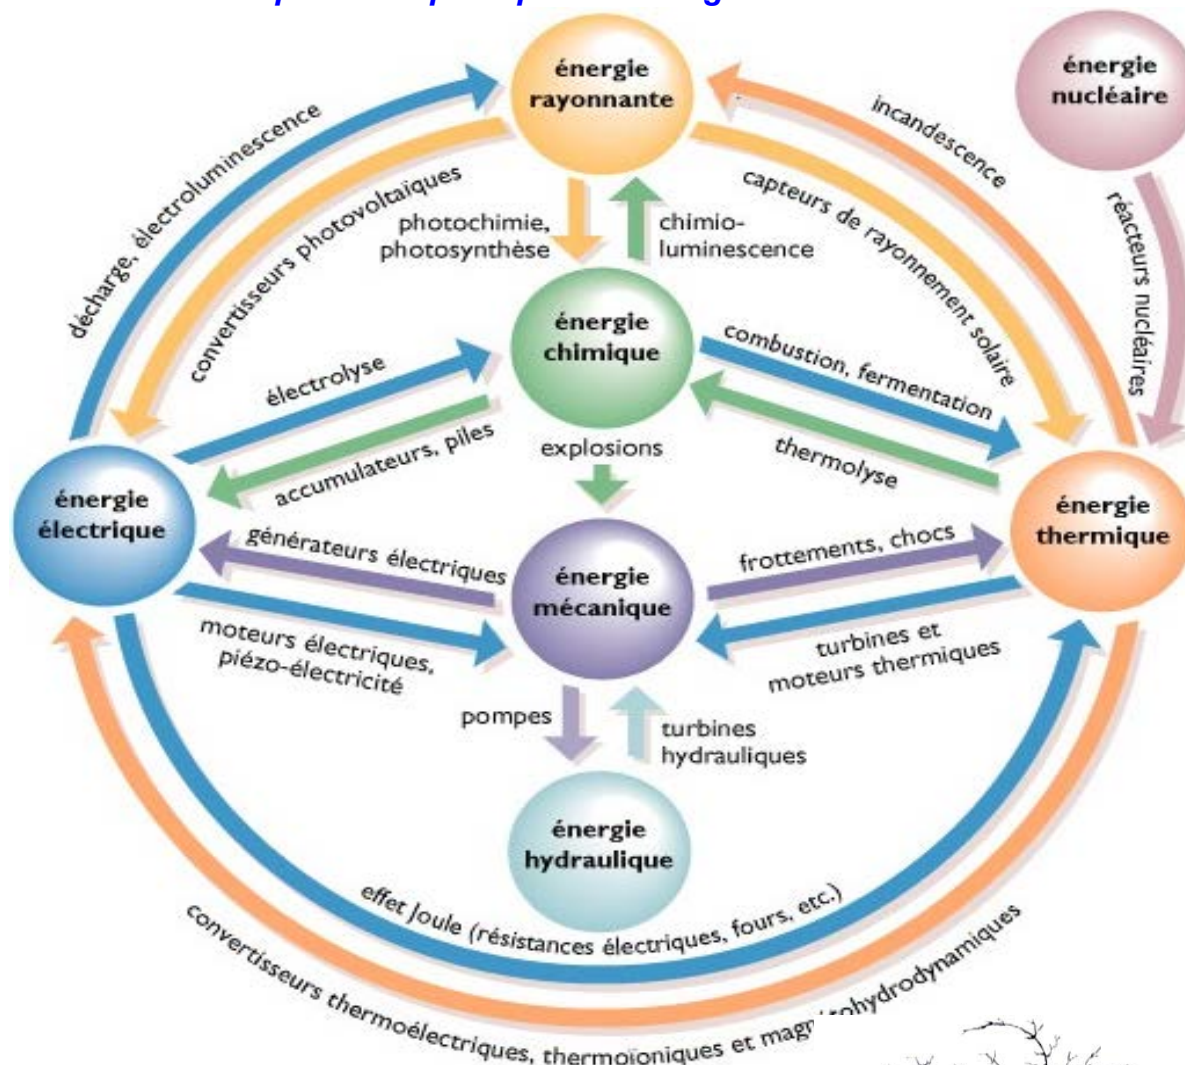 énergie
rayonnante
énergie
nucléaire
décharge, électroluminescence
convertisseurs photovoltaïques
photochimie,
photosynthèse
chimio-
luminescence
capteurs de rayonnement solaire
incandescence
réacteurs nucléaires
énergie
chimique
électrolyse
accumulateurs, piles
combustion, fermentation
thermolyse
explosions
énergie
électrique
énergie
thermique
générateurs électriques
moteurs électriques,
piézo-électricité
énergie
mécanique
frottements, chocs
turbines et
moteurs thermiques
pompes
turbines
hydrauliques
énergie
hydraulique
effet Joule (résistances électriques, fours, etc.)
convertisseurs thermoélectriques, thermoïoniques et magnétohydrodynamiques